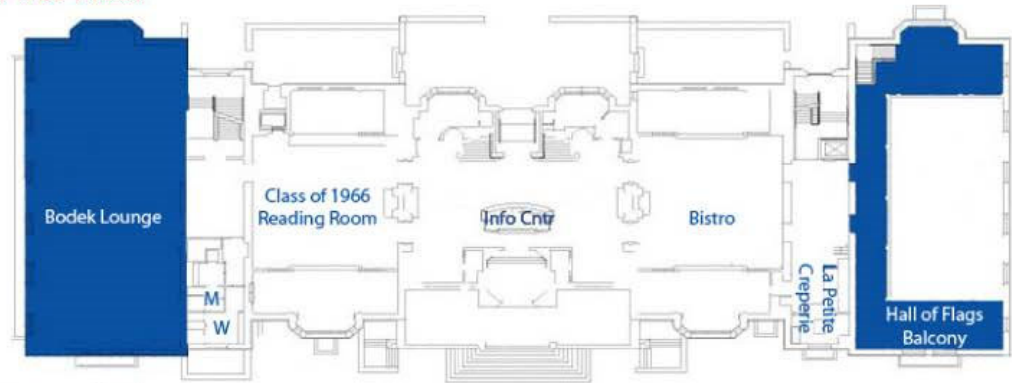 Bodek Lounge
Class of 1966
Reading Room
Info Cntr
Bistro
M
W
La Petite
Creperie
Hall of Flags
Balcony